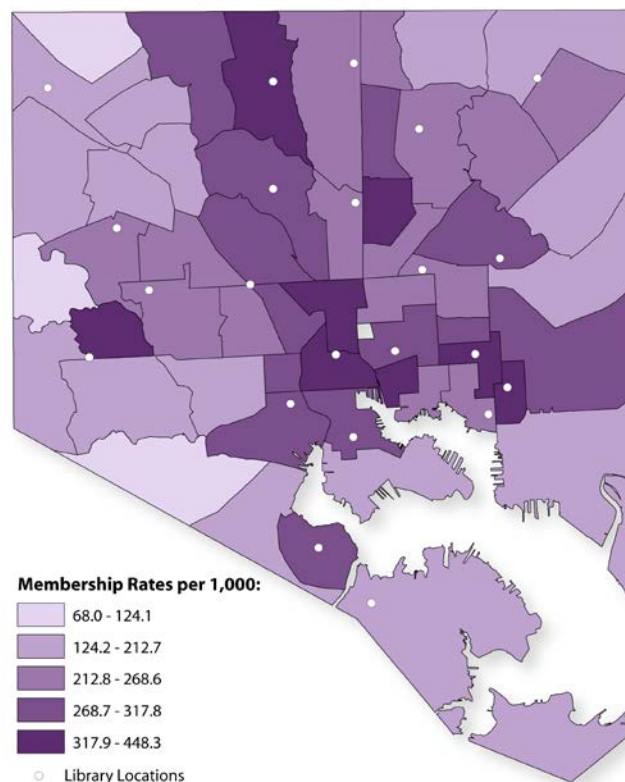 Membership Rates per 1,000:
68.0 - 124.1
124.2 - 212.7
212.8 - 268.6
268.7 - 317.8
317.9 - 448.3
Library Locations